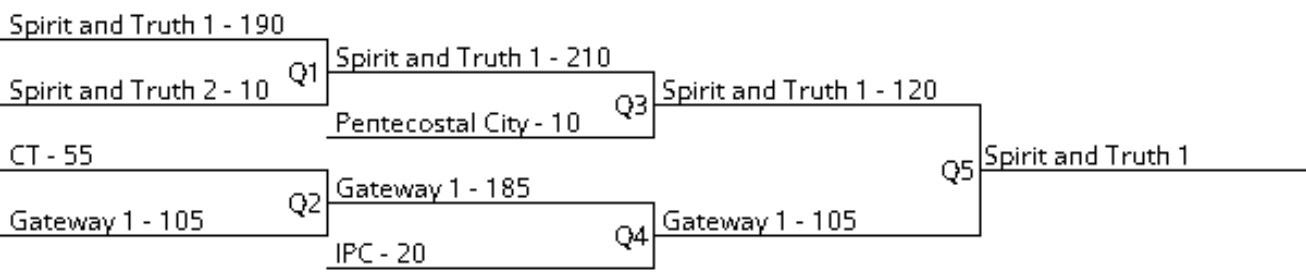 Spirit and Truth 1 - 190
Q1
Spirit and Truth 2 - 10
CT - 55
Q2
Gateway 1 - 105
Spirit and Truth 1 - 210
Q3
Pentecostal City - 10
Gateway 1 - 185
Q4
IPC - 20
Spirit and Truth 1 - 120
Q5
Gateway 1 - 105
Spirit and Truth 1